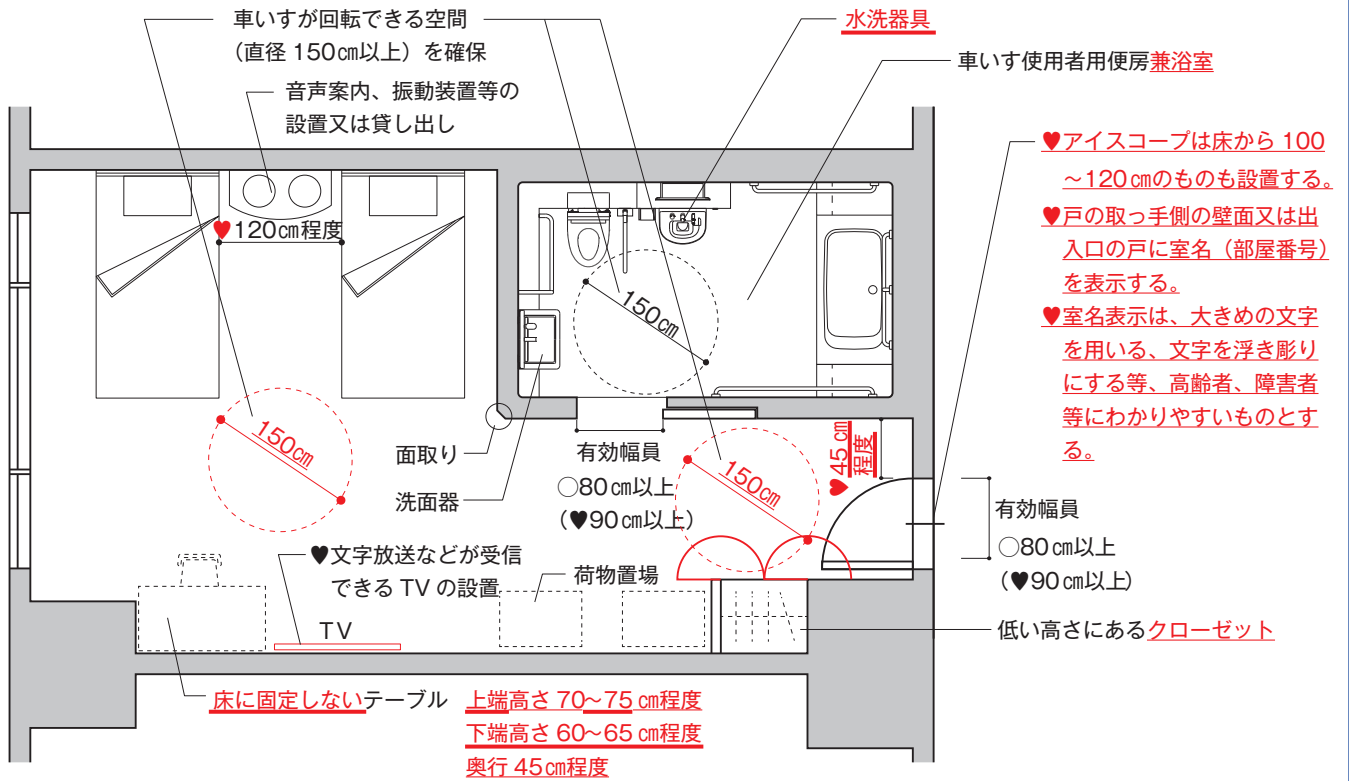 車いすが回転できる空間
（直径 150㎝以上）を確保
音声案内、振動装置等の
設置又は貸し出し
水洗器具
車いす使用者用便房兼浴室
♥アイスコープは床から 100
～120㎝のものも設置する。
♥戸の取っ手側の壁面又は出
入口の戸に室名（部屋番号）
を表示する。
♥室名表示は、大きめの文字
を用いる、文字を浮き彫り
にする等、高齢者、障害者
等にわかりやすいものとす
る。
♥120㎝程度
150㎝
150㎝
150㎝
♥45㎝
程度
面取り
洗面器
有効幅員
○80㎝以上
（♥90㎝以上）
有効幅員
○80㎝以上
（♥90㎝以上）
♥文字放送などが受信
できる TV の設置
荷物置場
TV
低い高さにあるクローゼット
床に固定しないテーブル
上端高さ 70～75㎝程度
下端高さ 60～65㎝程度
奥行 45㎝程度